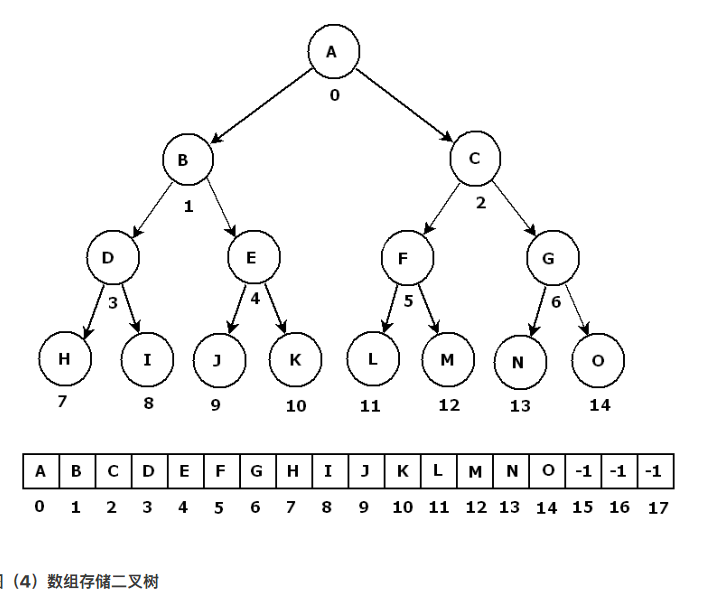 A
0
B
C
1
2
D
E
F
G
3
4
5
6
H
I
J
K
L
M
N
O
7
8
9
10
11
12
13
14
A B C D E F G H I J K L M N O -1 -1 -1
0 1 2 3 4 5 6 7 8 9 10 11 12 13 14 15 16 17
(4)数组存储二叉树